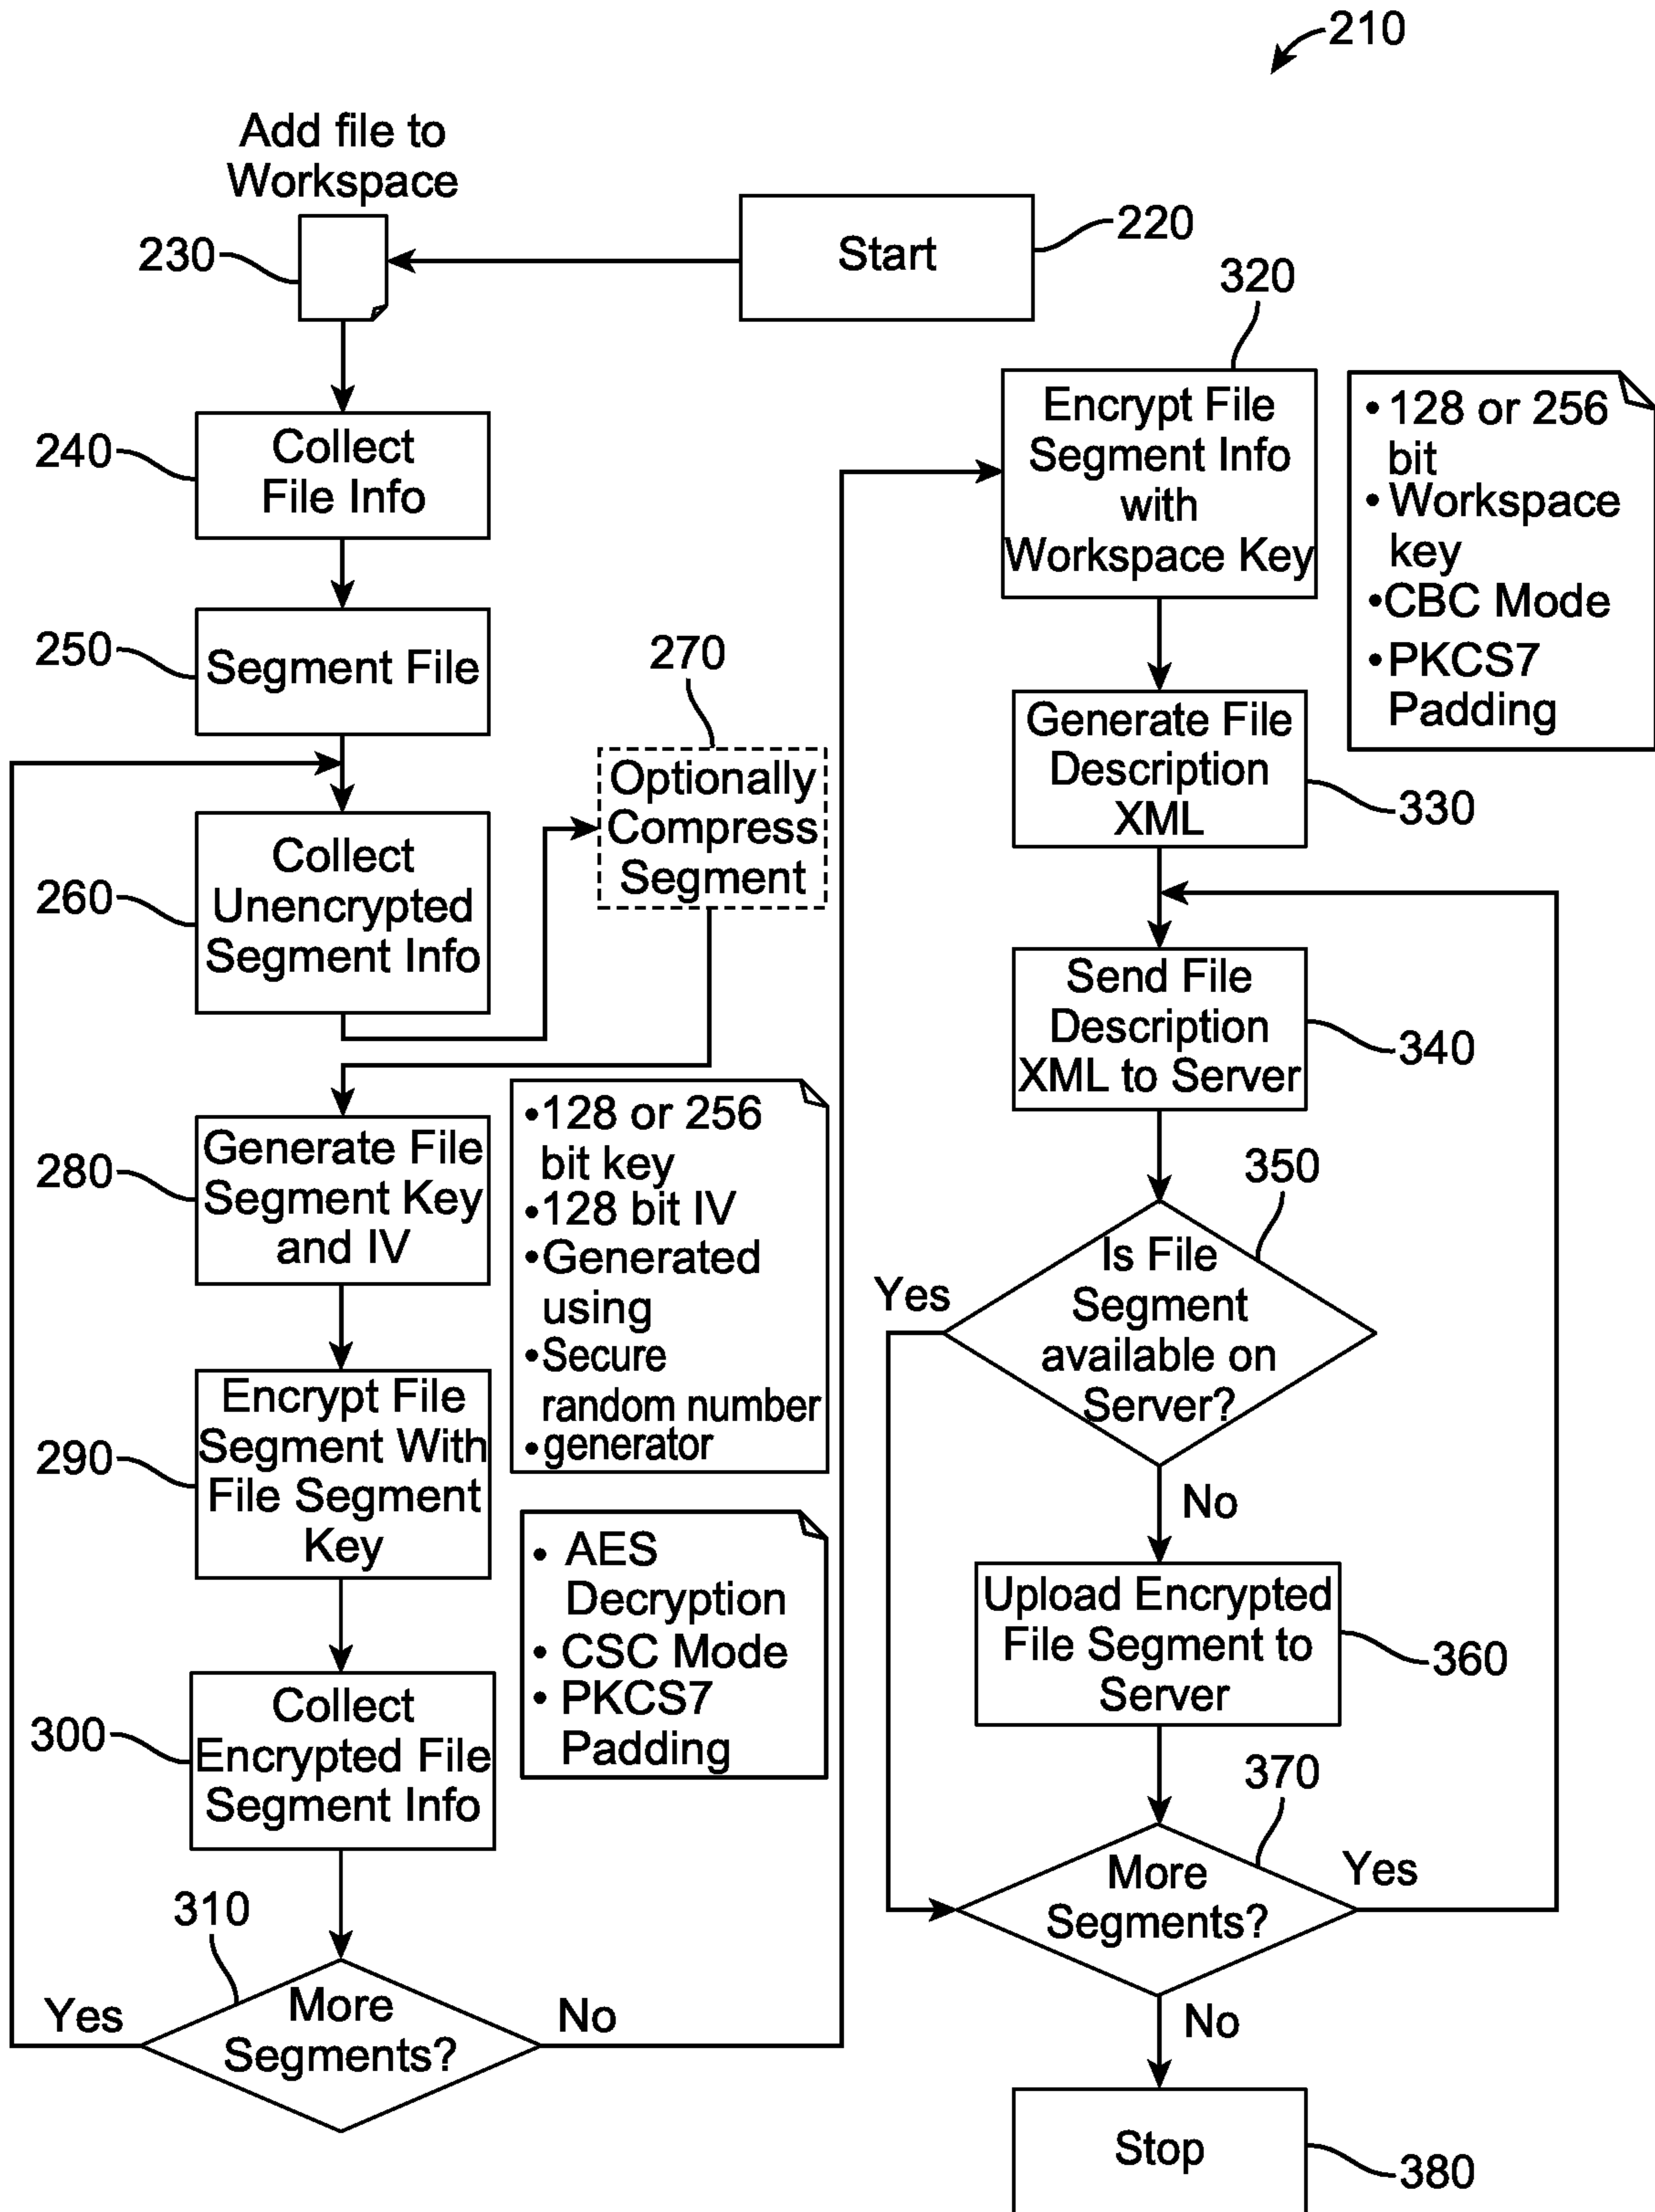 210
Add file to
Workspace
230
Start
220
240
Collect
File Info
250
Segment File
260
Collect
Unencrypted
Segment Info
270
Optionally
Compress
Segment
280
Generate File
Segment Key
and IV
•128 or 256
bit key
•128 bit IV
•Generated
using
•Secure
random number
•generator
290
Encrypt File
Segment With
File Segment
Key
• AES
Decryption
• CSC Mode
• PKCS7
Padding
300
Collect
Encrypted File
Segment Info
310
More
Segments?
Yes
No
320
Encrypt File
Segment Info
with
Workspace Key
• 128 or 256
bit
• Workspace
key
•CBC Mode
•PKCS7
Padding
Generate File
Description
XML
330
Send File
Description
XML to Server
340
350
Is File
Segment
available on
Server?
Yes
No
Upload Encrypted
File Segment to
Server
360
370
More
Segments?
Yes
No
Stop
380